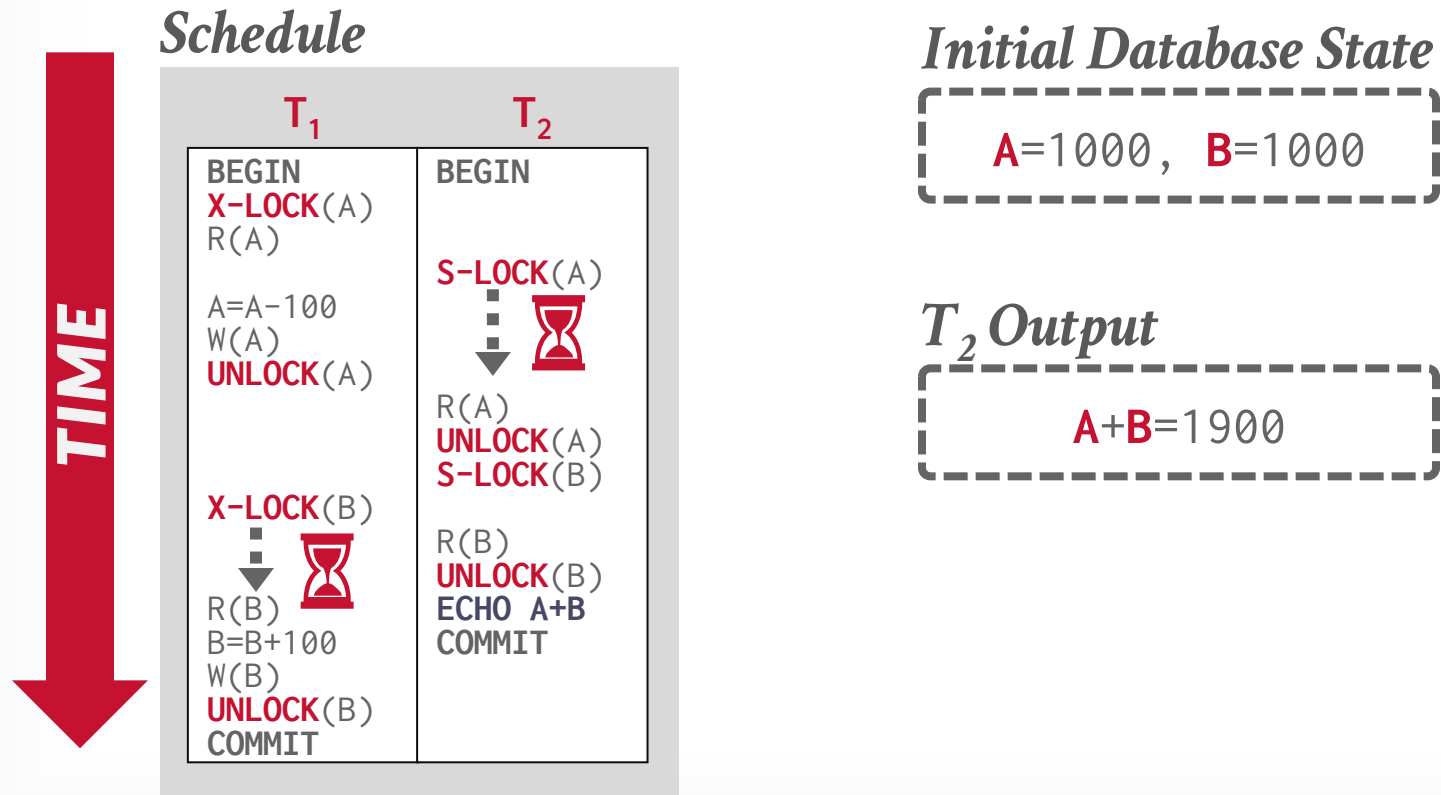 Schedule
TIME
T1 T2
BEGIN BEGIN
X-LOCK(A)
R(A)
S-LOCK(A)
A=A-100
W(A)
UNLOCK(A)
R(A)
UNLOCK(A)
S-LOCK(B)
X-LOCK(B)
R(B)
UNLOCK(B)
R(B) ECHO A+B
B=B+100 COMMIT
W(B)
UNLOCK(B)
COMMIT
Initial Database State
A=1000, B=1000
T2 Output
A+B=1900